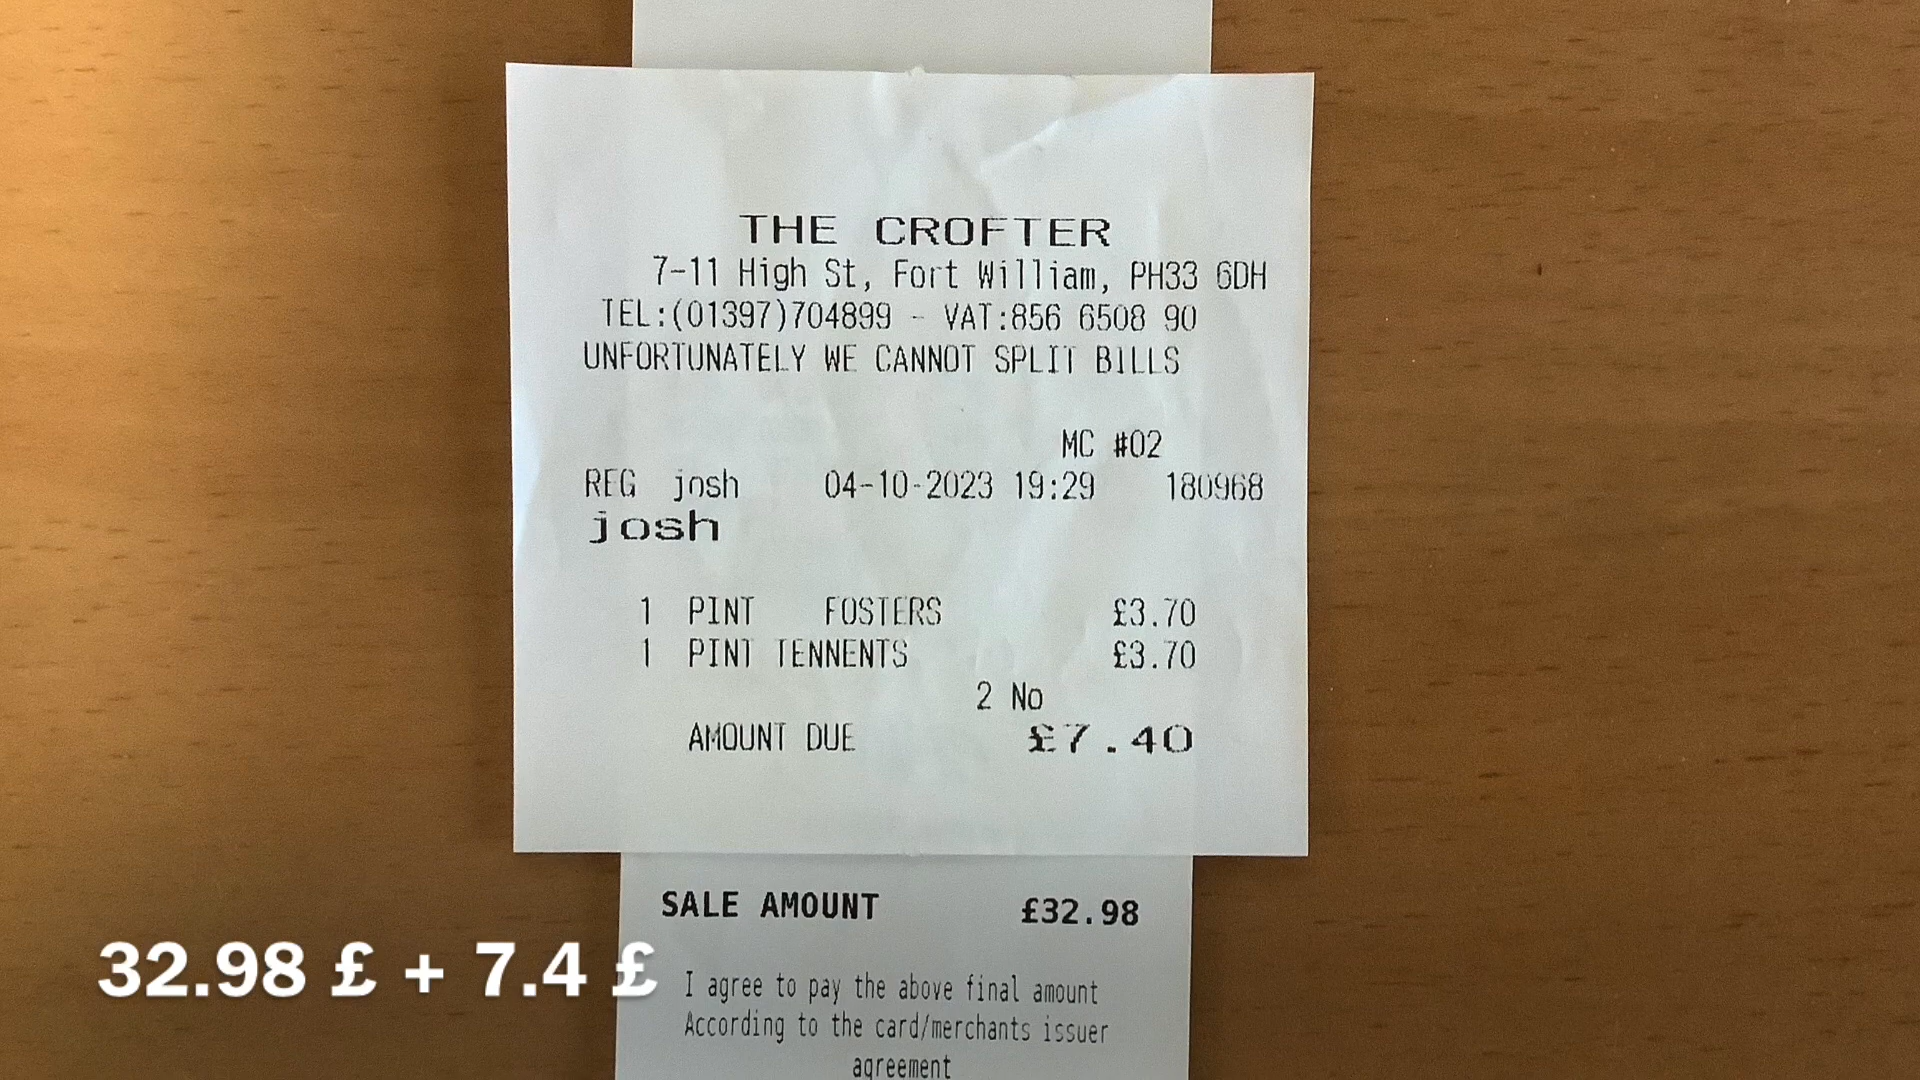 THE CROFTER
7-11 High St, Fort William, PH33 6DH
TEL:(01397)704899 - VAT:856 6508 90
UNFORTUNATELY WE CANNOT SPLIT BILLS
MC #02
REG josh 04-10-2023 19:29 180968
josh
1 PINT FOSTERS £3.70
1 PINT TENNENTS £3.70
2 No
AMOUNT DUE £7.40
SALE AMOUNT £32.98
32.98 £ + 7.4 £
I agree to pay the above final amount
According to the card/merchants issuer
agreement